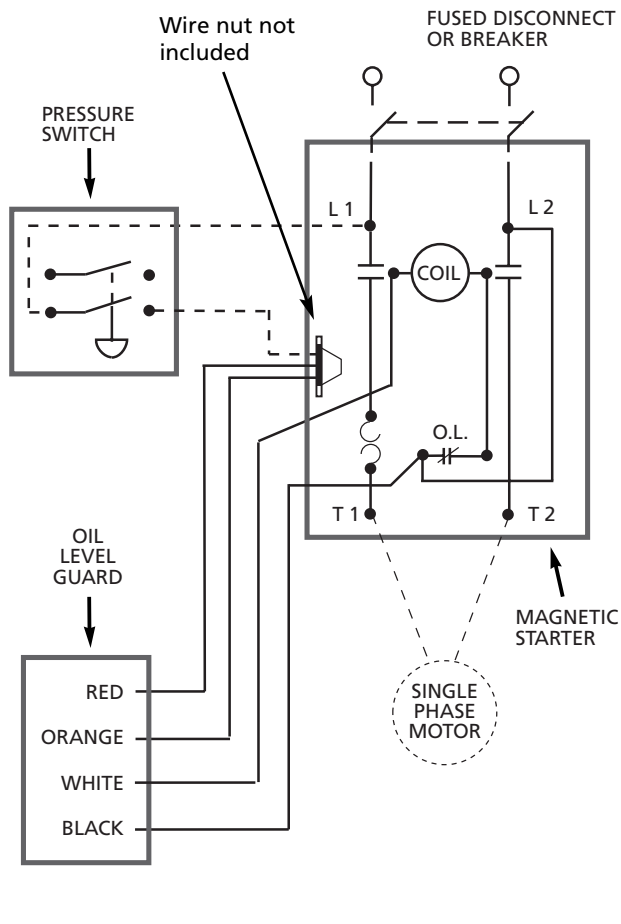 Wire nut not
included
FUSED DISCONNECT
OR BREAKER
PRESSURE
SWITCH
L 1
L 2
COIL
O.L.
T 1
T 2
OIL
LEVEL
GUARD
MAGNETIC
STARTER
SINGLE
PHASE
MOTOR
RED
ORANGE
WHITE
BLACK